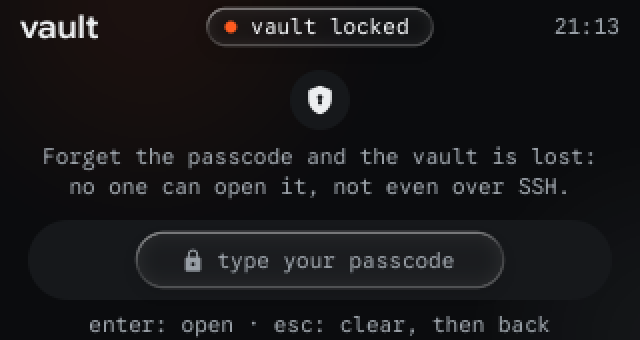 vault
vault locked
21:13
Forget the passcode and the vault is lost:
no one can open it, not even over SSH.
type your passcode
enter: open · esc: clear, then back